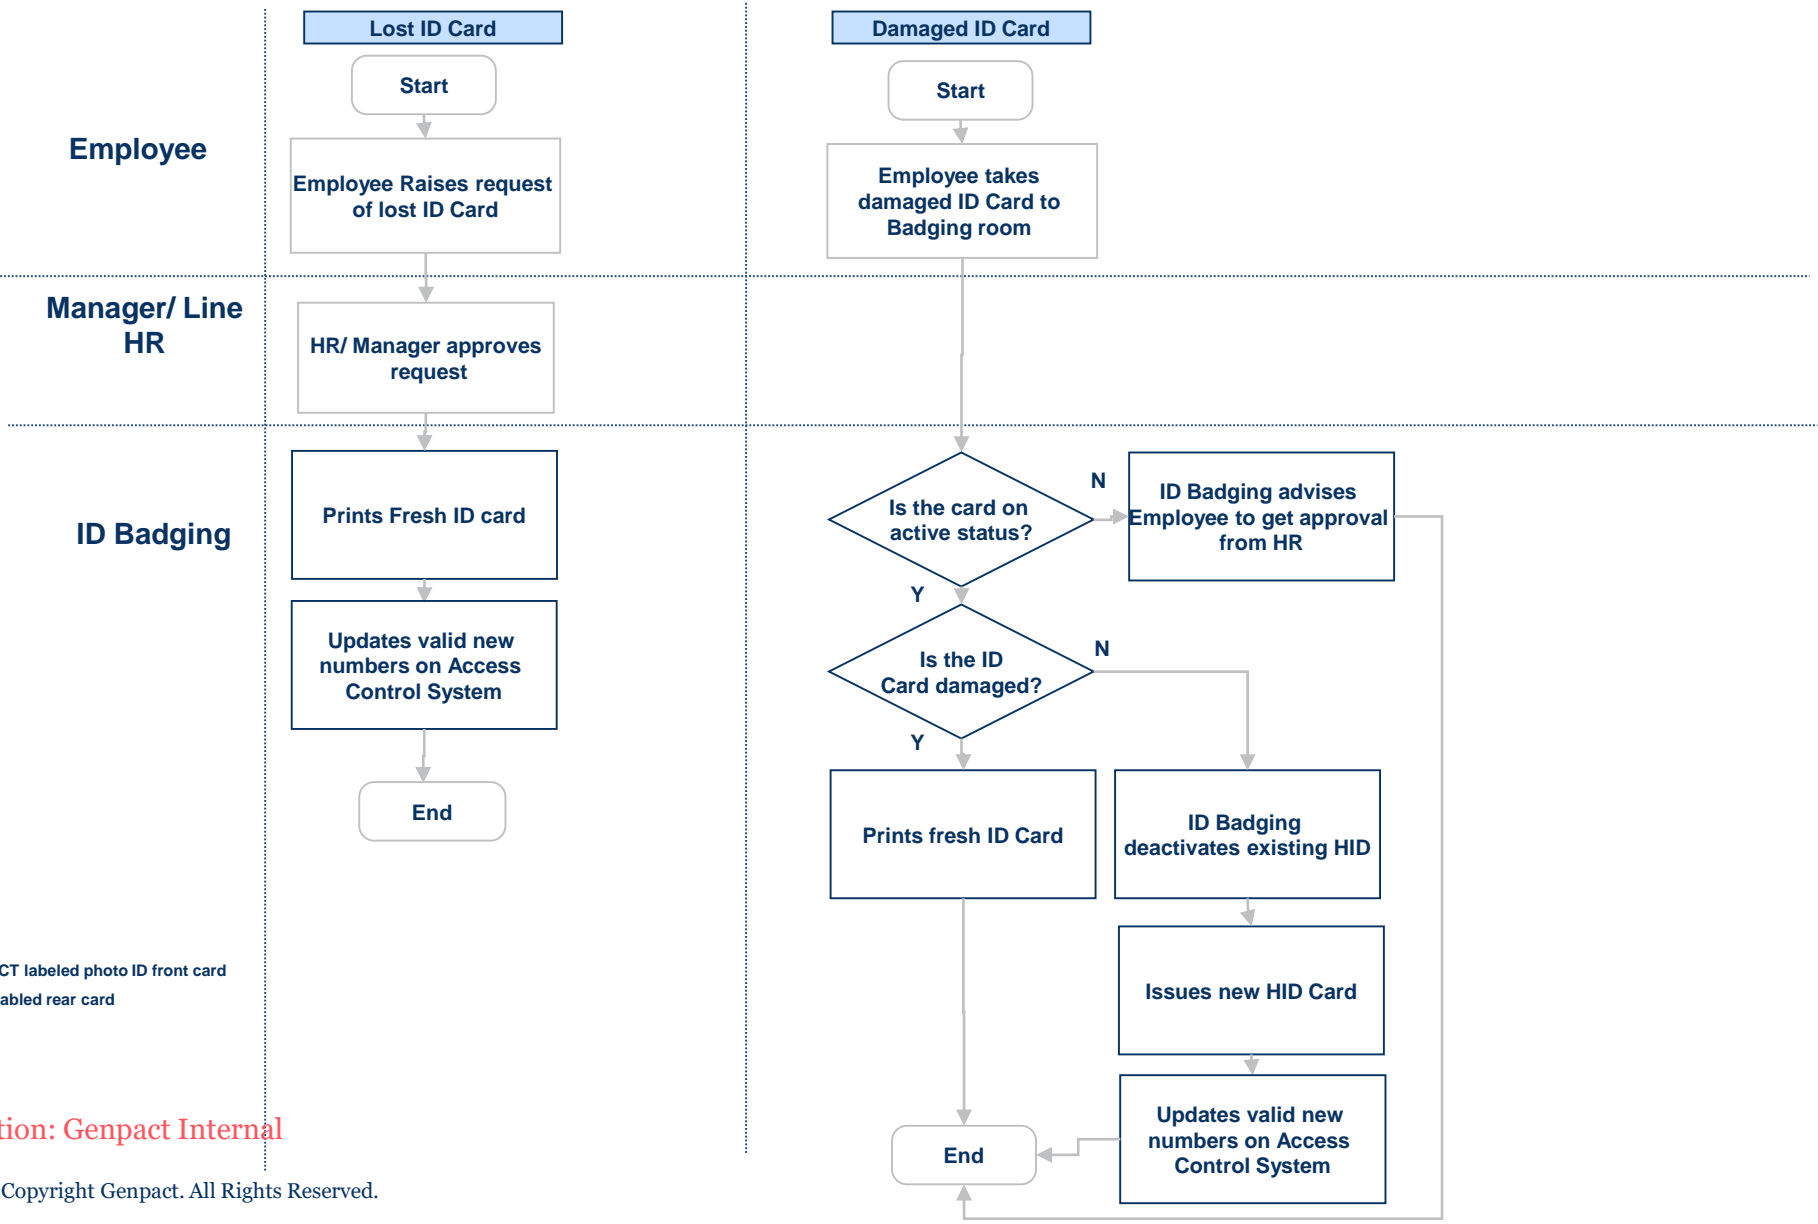 Lost ID Card
Damaged ID Card
Employee
Start
Employee Raises request
of lost ID Card
Start
Employee takes
damaged ID Card to
Badging room
Manager/ Line
HR
HR/ Manager approves
request
ID Badging
Prints Fresh ID card
Updates valid new
numbers on Access
Control System
End
Is the card on
active status?
N
ID Badging advises
Employee to get approval
from HR
Y
Is the ID
Card damaged?
N
Y
Prints fresh ID Card
ID Badging
deactivates existing HID
Issues new HID Card
Updates valid new
numbers on Access
Control System
End
CT labeled photo ID front card
abled rear card
tion: Genpact Internal
Copyright Genpact. All Rights Reserved.